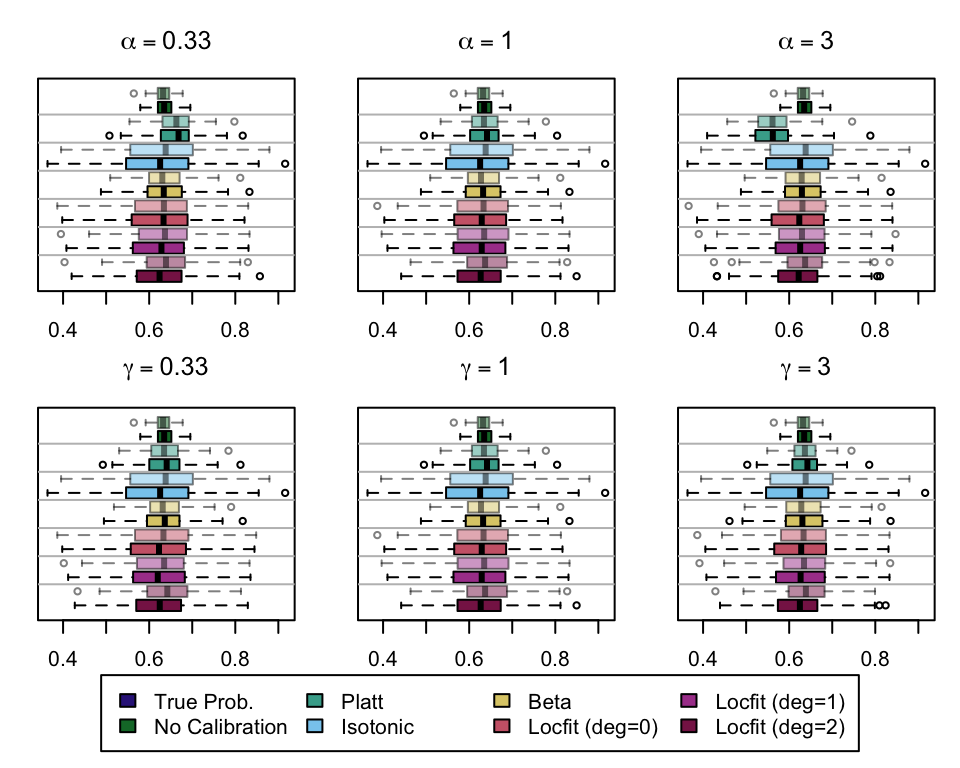 α = 0.33 α = 1 α = 3
0.4 0.6 0.8 0.4 0.6 0.8 0.4 0.6 0.8
γ = 0.33 γ = 1 γ = 3
0.4 0.6 0.8 0.4 0.6 0.8 0.4 0.6 0.8
True Prob. Platt Beta Locfit (deg=1)
No Calibration Isotonic Locfit (deg=0) Locfit (deg=2)